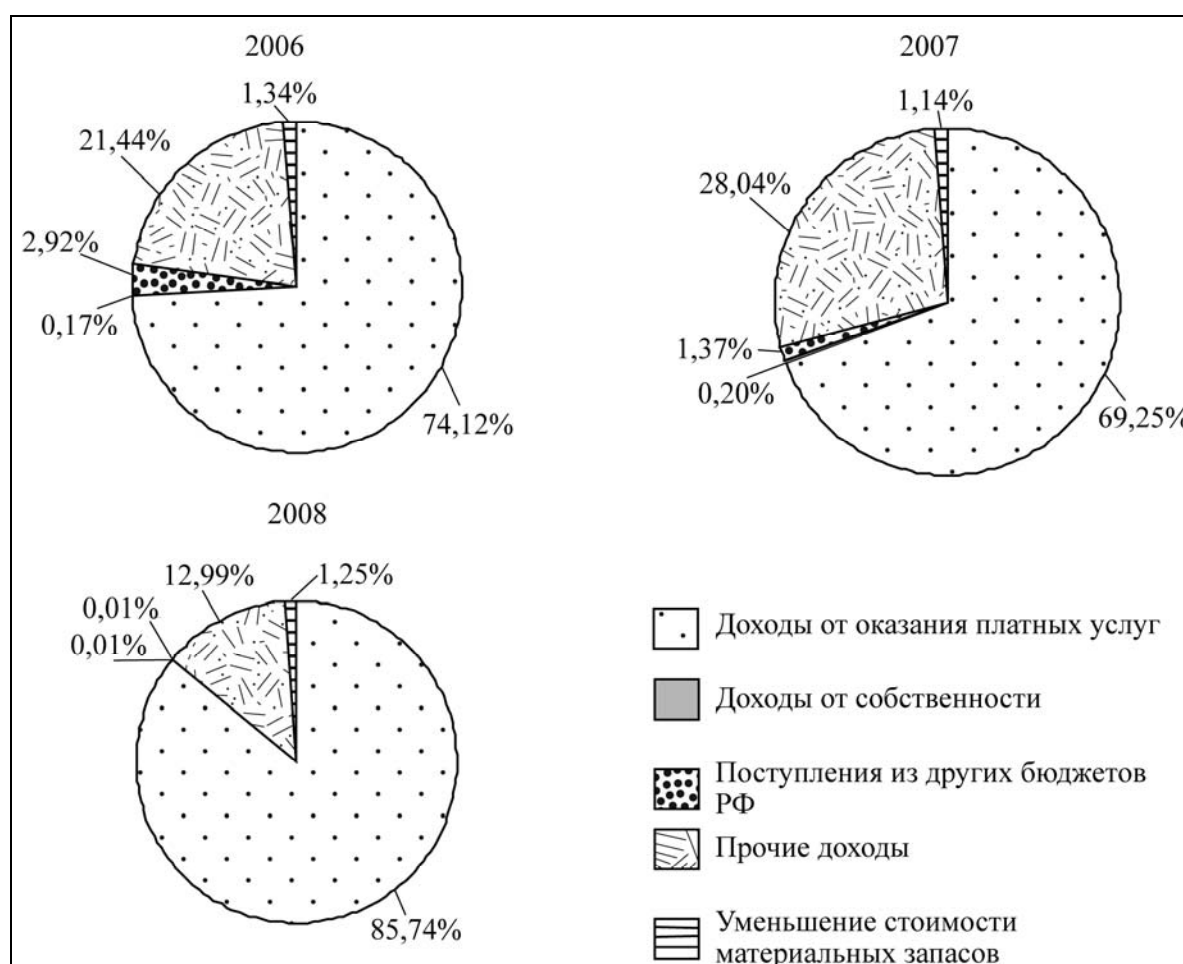 2006
1,34%
21,44%
2,92%
0,17%
74,12%
2007
1,14%
28,04%
1,37%
0,20%
69,25%
2008
12,99%
1,25%
0,01%
0,01%
85,74%
Доходы от оказания платных услуг
Доходы от собственности
Поступления из других бюджетов
РФ
Прочие доходы
Уменьшение стоимости
материальных запасов